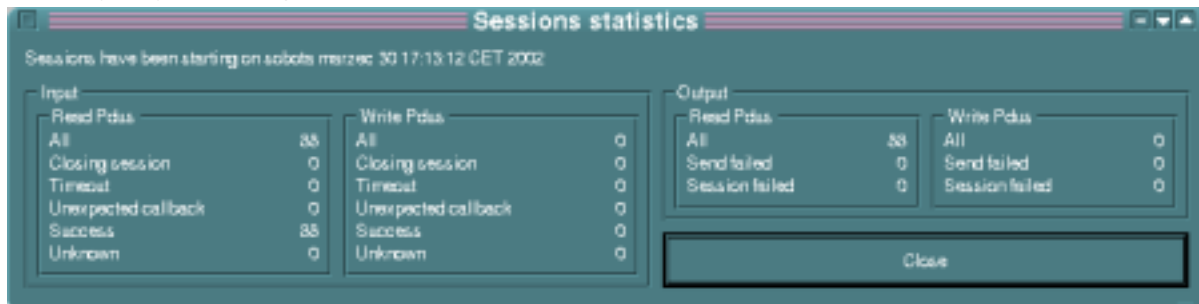 Sessions statistics
Sessions have been starting on sobota marzec 30 17:13:12 CET 2002
Input
Read Pdus
All
Closing session 0
Timeout 0
Unexpected callback 0
Success
Unknown 0
Write Pdus
All 0
Closing session 0
Timeout 0
Unexpected callback 0
Success 0
Unknown 0
Output
Read Pdus
All
Send failed 0
Session failed 0
Write Pdus
All 0
Send failed 0
Session failed 0
Close